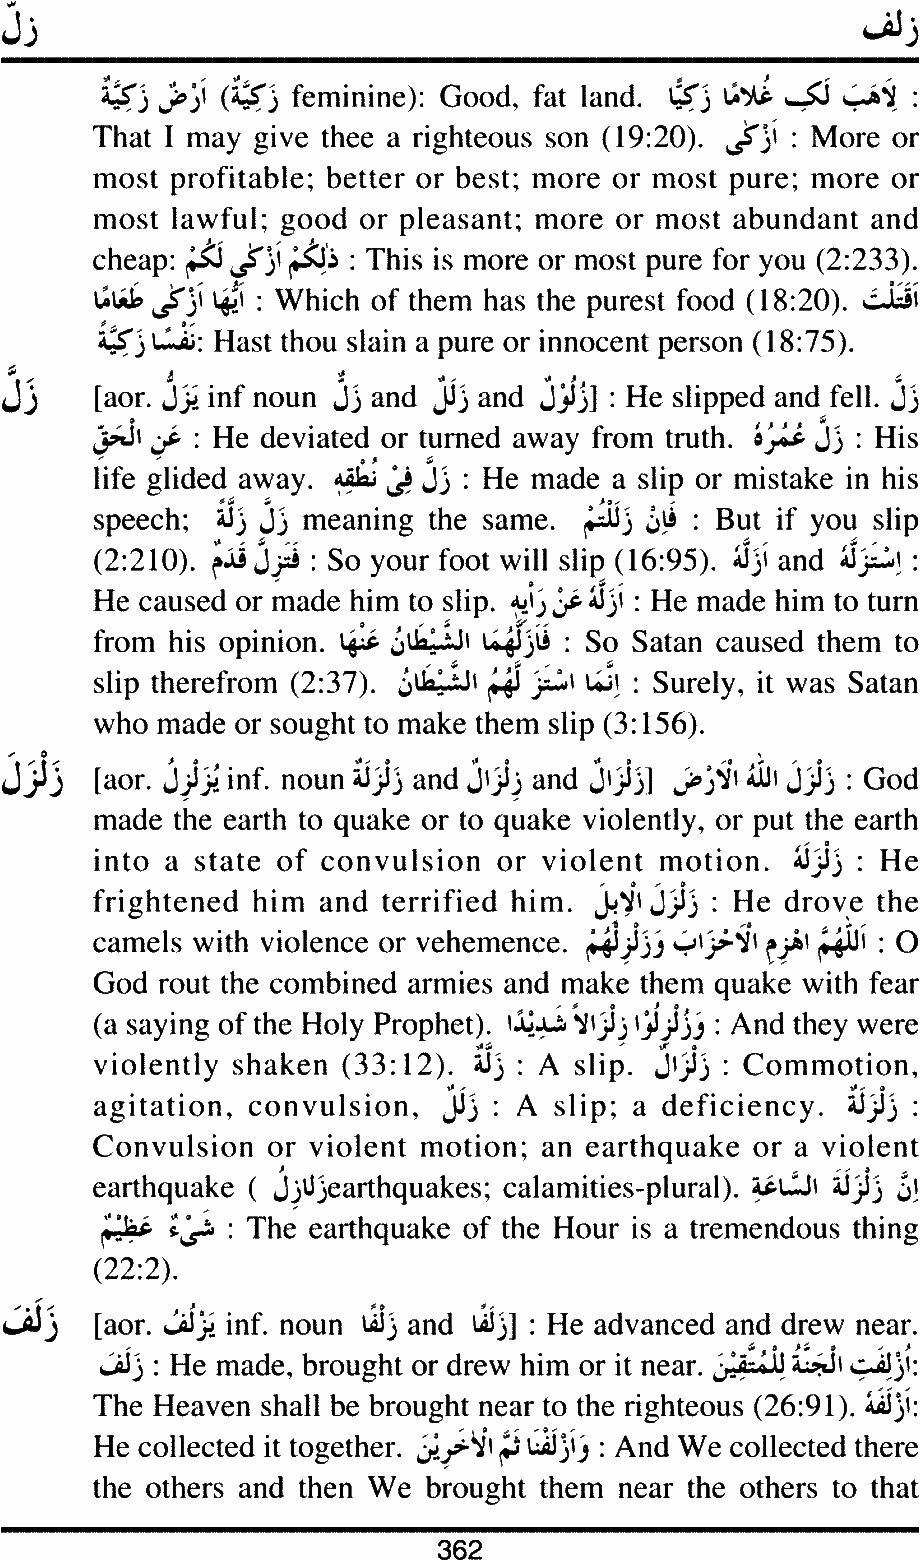 زلّ زلف
اَرْضٌ زَكِيَّةٌ (زَكِيَّةٌ feminine): Good, fat land. لِاَهَبَ لَكِ غُلَامًا زَكِيًّا :
That I may give thee a righteous son (19:20). اَزْكٰى : More or
most profitable; better or best; more or most pure; more or
most lawful; good or pleasant; more or most abundant and
cheap: ذٰلِكُمْ اَزْكٰى لَكُمْ : This is more or most pure for you (2:233).
اَيُّهَا اَزْكٰى طَعَامًا : Which of them has the purest food (18:20). اَقَتَلْتَ
نَفْسًا زَكِيَّةً: Hast thou slain a pure or innocent person (18:75).
زَلَّ [aor. يَزِلُّ inf noun زَلٌّ and زَلَلٌ and زُلُوْلٌ] : He slipped and fell. زَلَّ
عَنِ الْحَقِّ : He deviated or turned away from truth. زَلَّ عُمْرُهٗ : His
life glided away. زَلَّ فِىْ نُطْقِهٖ : He made a slip or mistake in his
speech; زَلَّ زَلَّةً meaning the same. فَاِنْ زَلَلْتُمْ : But if you slip
(2:210). فَتَزِلَّ قَدَمٌ : So your foot will slip (16:95). اَزَلَّهٗ and اِسْتَزَلَّهٗ :
He caused or made him to slip. اَزَلَّهٗ عَنْ رَأْيِهٖ : He made him to turn
from his opinion. فَاَزَلَّهُمَا الشَّيْطٰنُ عَنْهَا : So Satan caused them to
slip therefrom (2:37). اِنَّمَا اسْتَزَ لَّهُمُ الشَّيْطَانُ : Surely, it was Satan
who made or sought to make them slip (3:156).
زَلْزَلَ [aor. يُزَلْزِلُ inf. noun زَلْزَلَةٌ and زِلْزَالٌ and زَلْزَالٌ] زَلْزَلَ اللّٰهُ الْاَرْضَ : God
made the earth to quake or to quake violently, or put the earth
into a state of convulsion or violent motion. زَلْزَلَهٗ : He
frightened him and terrified him. زَلْزَلَ الْاِبِلَ : He drove the
camels with violence or vehemence. اَللّٰهُمَّ اهْزِمِ الْاَحْزَابَ وَزَلْزِلْهُمْ : O
God rout the combined armies and make them quake with fear
(a saying of the Holy Prophet). وَزُلْزِلُوْا زِلْزَالاً شَدِيْدًا : And they were
violently shaken (33:12). زَلَّةٌ : A slip. زَلْزَالٌ : Commotion,
agitation, convulsion, زَلَلٌ : A slip; a deficiency. زَلْزَلَةٌ :
Convulsion or violent motion; an earthquake or a violent
earthquake ( زَلَازِلُ earthquakes; calamities-plural). اِنَّ زَلْزَلَةَ السَّاعَةِ
شَىْءٌ عَظِيْمٌ : The earthquake of the Hour is a tremendous thing
(22:2).
زَلَفَ [aor. يَزْلُفُ inf. noun زَلْفًا and زَلَفًا] : He advanced and drew near.
زَلَفَ : He made, brought or drew him or it near. اُزْلِفَتِ الْجَنَّةُ لِلْمُتَّقِيْنَ:
The Heaven shall be brought near to the righteous (26:91). اَزْلَفَهٗ:
He collected it together. وَاَزْلَفْنَا ثَمَّ الْاٰخَرِيْنَ : And We collected there
the others and then We brought them near the others to that
362